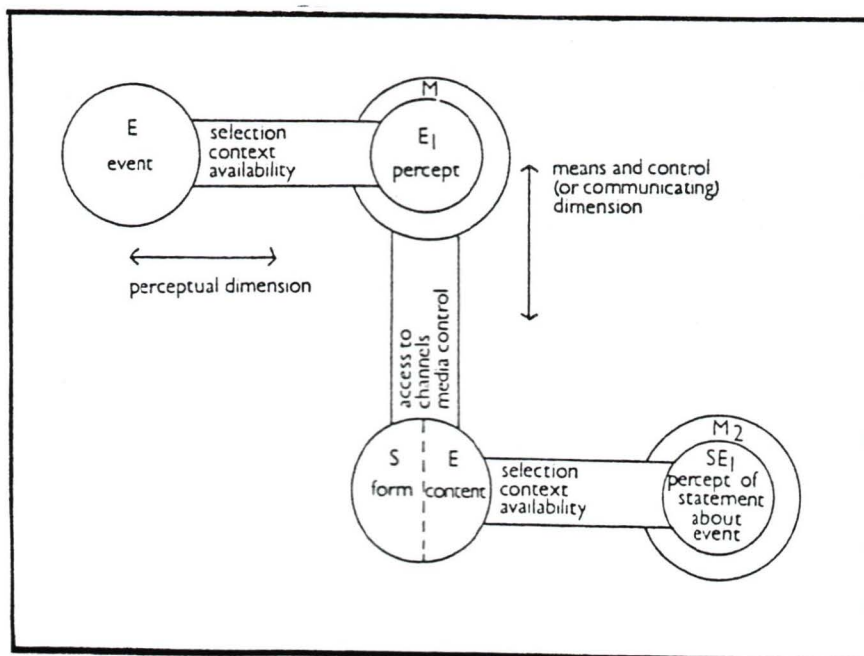 E
event
selection
context
availability
M
E1
percept
means and control
(or communicating)
dimension
perceptual dimension
access to
channels
media control
S
form
E
content
selection
context
availability
M2
SE1
percept of
statement
about
event